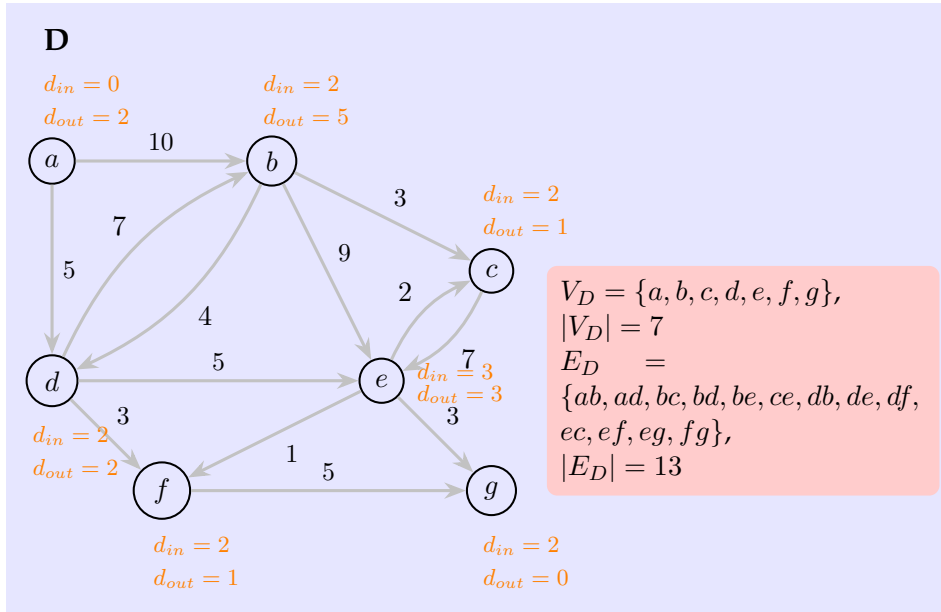 D
d_in = 0
d_out = 2
d_in = 2
d_out = 5
10
a
b
3
d_in = 2
d_out = 1
7
9
c
5
2
4
V_D = {a, b, c, d, e, f, g},
|V_D| = 7
E_D =
{ab, ad, bc, bd, be, ce, db, de, df,
ec, ef, eg, fg},
|E_D| = 13
5
7
d
e
d_in = 3
d_out = 3
3
3
d_in = 2
d_out = 2
1
5
f
g
d_in = 2
d_out = 1
d_in = 2
d_out = 0